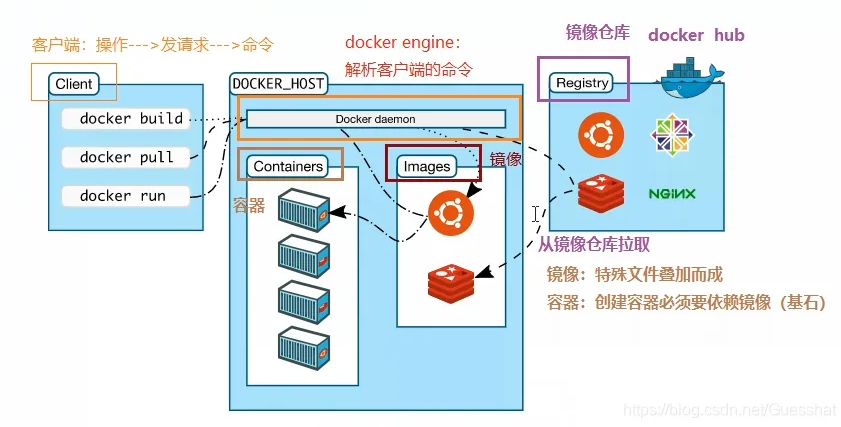 客户端：操作--->发请求--->命令
docker engine：
解析客户端的命令
镜像仓库 docker hub
Client
DOCKER_HOST
Registry
docker build
docker pull
docker run
Docker daemon
Containers
Images
镜像
容器
NGINX
从镜像仓库拉取
镜像：特殊文件叠加而成
容器：创建容器必须要依赖镜像（基石）
https://blog.csdn.net/Guesshat